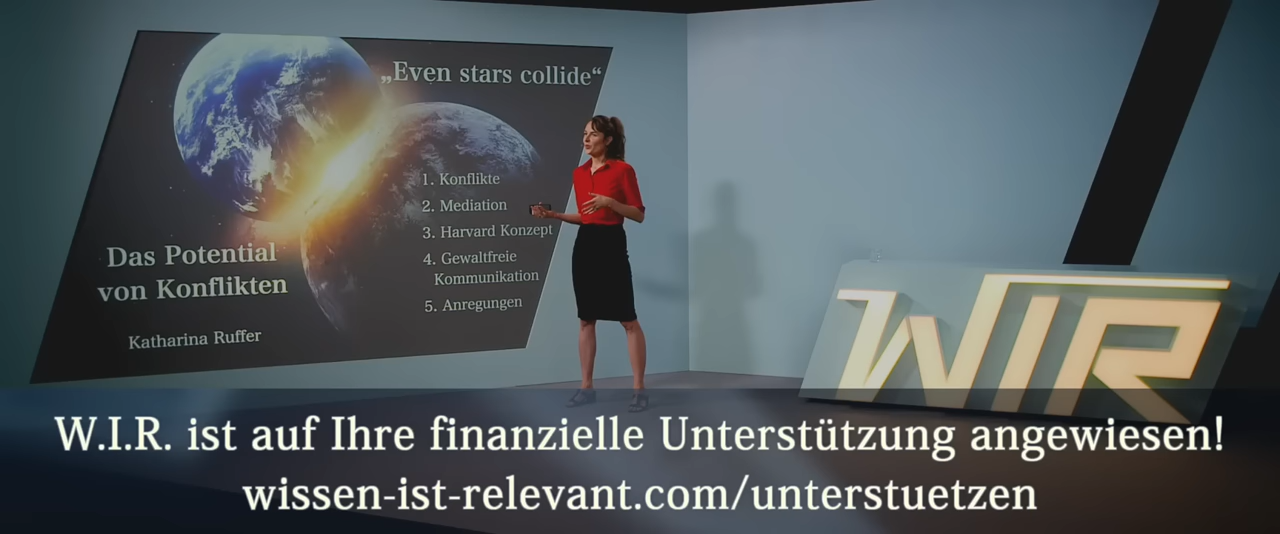 „Even stars collide“
1. Konflikte
2. Mediation
3. Harvard Konzept
4. Gewaltfreie
Kommunikation
5. Anregungen
Das Potential
von Konflikten
Katharina Ruffer
WIR
W.I.R. ist auf Ihre finanzielle Unterstützung angewiesen!
wissen-ist-relevant.com/unterstuetzen